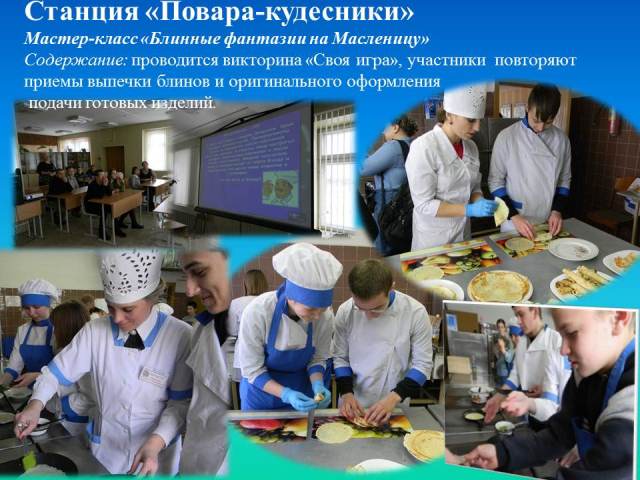 Станция «Повара-кудесники»
Мастер-класс «Блинные фантазии на Масленицу»
Содержание: проводится викторина «Своя игра», участники повторяют
приемы выпечки блинов и оригинального оформления
подачи готовых изделий.